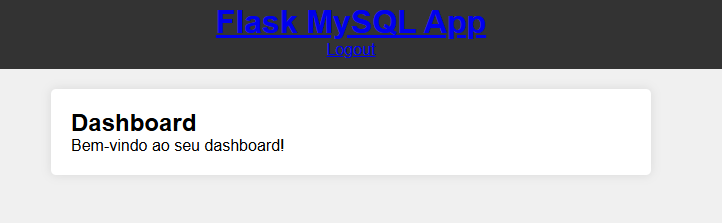 Flask MySQL App
Logout
Dashboard
Bem-vindo ao seu dashboard!